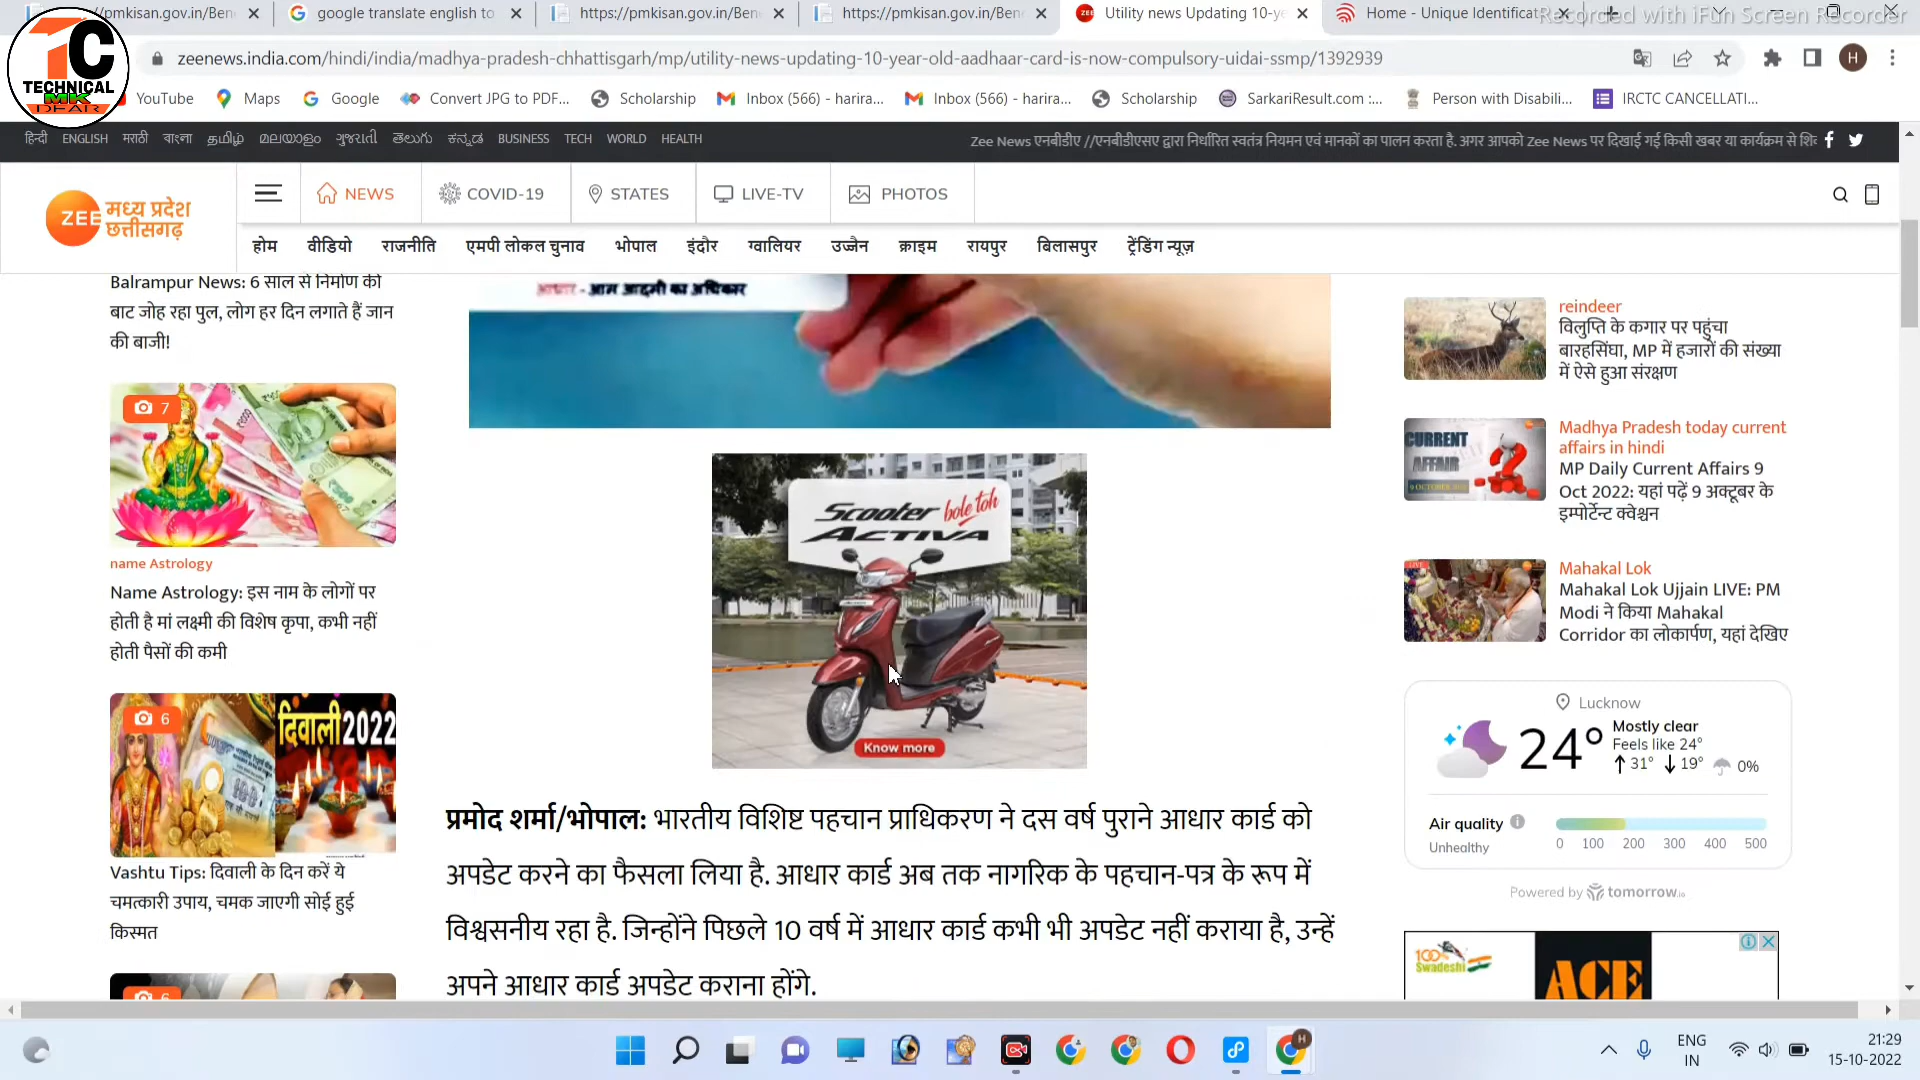 https://pmkisan.gov.in/Ben
google translate english to
https://pmkisan.gov.in/Ben
https://pmkisan.gov.in/Ben
Utility news Updating 10-ye
Home - Unique Identificat
Recorded with iFun Screen Recorder
TC
TECHNICAL
MK
DEAR
zeenews.india.com/hindi/india/madhya-pradesh-chhattisgarh/mp/utility-news-updating-10-year-old-aadhaar-card-is-now-compulsory-uidai-ssmp/1392939
H
YouTube
Maps
Google
Convert JPG to PDF...
Scholarship
Inbox (566) - harira...
Inbox (566) - harira...
Scholarship
SarkariResult.com :...
Person with Disabili...
IRCTC CANCELLATI...
हिन्दी ENGLISH मराठी বাংলা தமிழ் മലയാളം ગુજરાતી తెలుగు ಕನ್ನಡ BUSINESS TECH WORLD HEALTH
Zee News एनबीडीए //एनबीडीएसए द्वारा निर्धारित स्वतंत्र नियमन एवं मानकों का पालन करता है. अगर आपको Zee News पर दिखाई गई किसी खबर या कार्यक्रम से शि
ZEE मध्य प्रदेश
छत्तीसगढ़
NEWS
COVID-19
STATES
LIVE-TV
PHOTOS
होम वीडियो राजनीति एमपी लोकल चुनाव भोपाल इंदौर ग्वालियर उज्जैन क्राइम रायपुर बिलासपुर ट्रेंडिंग न्यूज़
Balrampur News: 6 साल से निर्माण की
बाट जोह रहा पुल, लोग हर दिन लगाते हैं जान
की बाजी!
7
name Astrology
Name Astrology: इस नाम के लोगों पर
होती है मां लक्ष्मी की विशेष कृपा, कभी नहीं
होती पैसों की कमी
6
दिवाली 2022
100
Vashtu Tips: दिवाली के दिन करें ये
चमत्कारी उपाय, चमक जाएगी सोई हुई
किस्मत
6
आधार - आम आदमी का अधिकार
Scooter bole toh
ACTIVA
Know more
प्रमोद शर्मा/भोपाल: भारतीय विशिष्ट पहचान प्राधिकरण ने दस वर्ष पुराने आधार कार्ड को
अपडेट करने का फैसला लिया है. आधार कार्ड अब तक नागरिक के पहचान-पत्र के रूप में
विश्वसनीय रहा है. जिन्होंने पिछले 10 वर्ष में आधार कार्ड कभी भी अपडेट नहीं कराया है, उन्हें
अपने आधार कार्ड अपडेट कराना होंगे.
reindeer
विलुप्ति के कगार पर पहुंचा
बारहसिंघा, MP में हजारों की संख्या
में ऐसे हुआ संरक्षण
CURRENT
AFFAIR
9 OCTOBER 2022
Madhya Pradesh today current
affairs in hindi
MP Daily Current Affairs 9
Oct 2022: यहां पढ़ें 9 अक्टूबर के
इम्पोर्टेन्ट क्वेश्चन
LIVE
Mahakal Lok
Mahakal Lok Ujjain LIVE: PM
Modi ने किया Mahakal
Corridor का लोकार्पण, यहां देखिए
Lucknow
24°
Mostly clear
Feels like 24°
31° 19° 0%
Air quality
Unhealthy
0 100 200 300 400 500
Powered by tomorrow.io
100%
Swadeshi
ACE
ENG
IN
21:29
15-10-2022